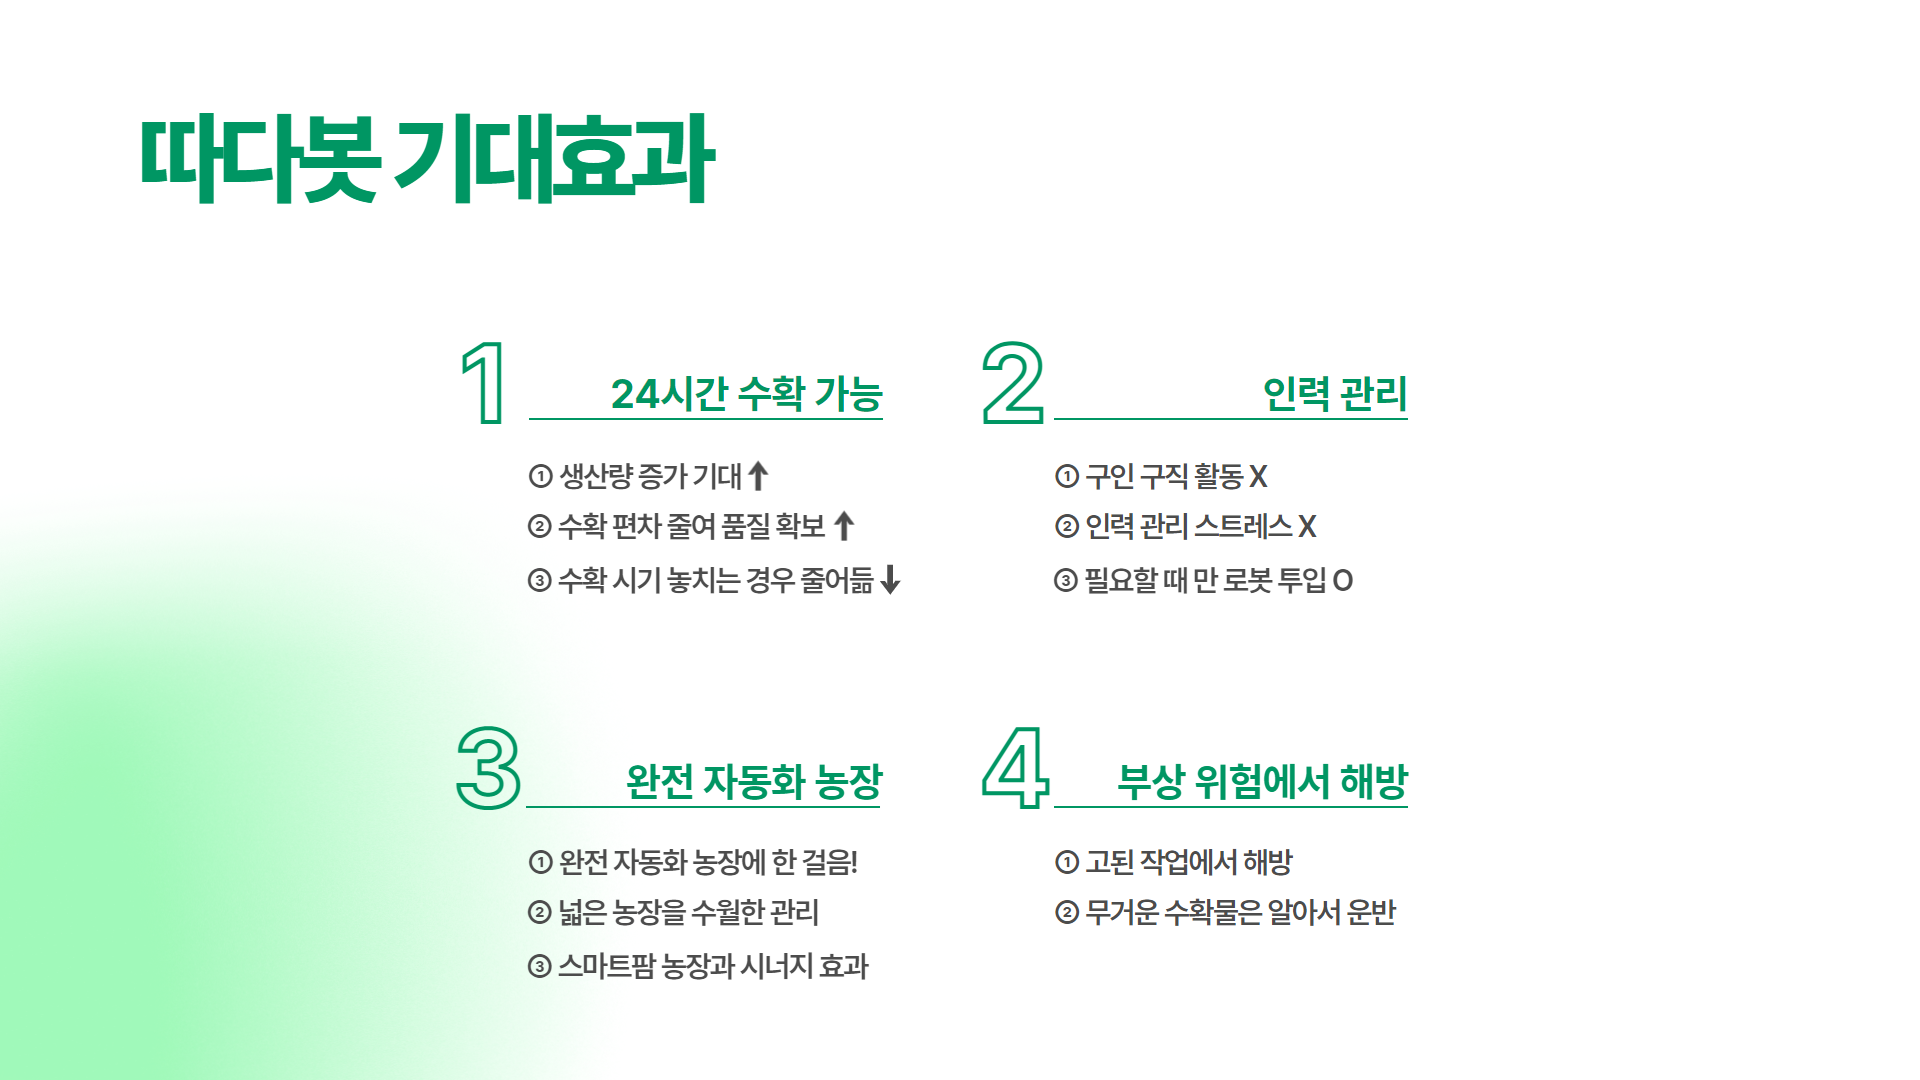 따다봇 기대효과
1 24시간 수확 가능
① 생산량 증가 기대 ⬆
② 수확 편차 줄여 품질 확보 ⬆
③ 수확 시기 놓치는 경우 줄어듦 ⬇
2 인력 관리
① 구인 구직 활동 X
② 인력 관리 스트레스 X
③ 필요할 때 만 로봇 투입 O
3 완전 자동화 농장
① 완전 자동화 농장에 한 걸음!
② 넓은 농장을 수월한 관리
③ 스마트팜 농장과 시너지 효과
4 부상 위험에서 해방
① 고된 작업에서 해방
② 무거운 수확물은 알아서 운반